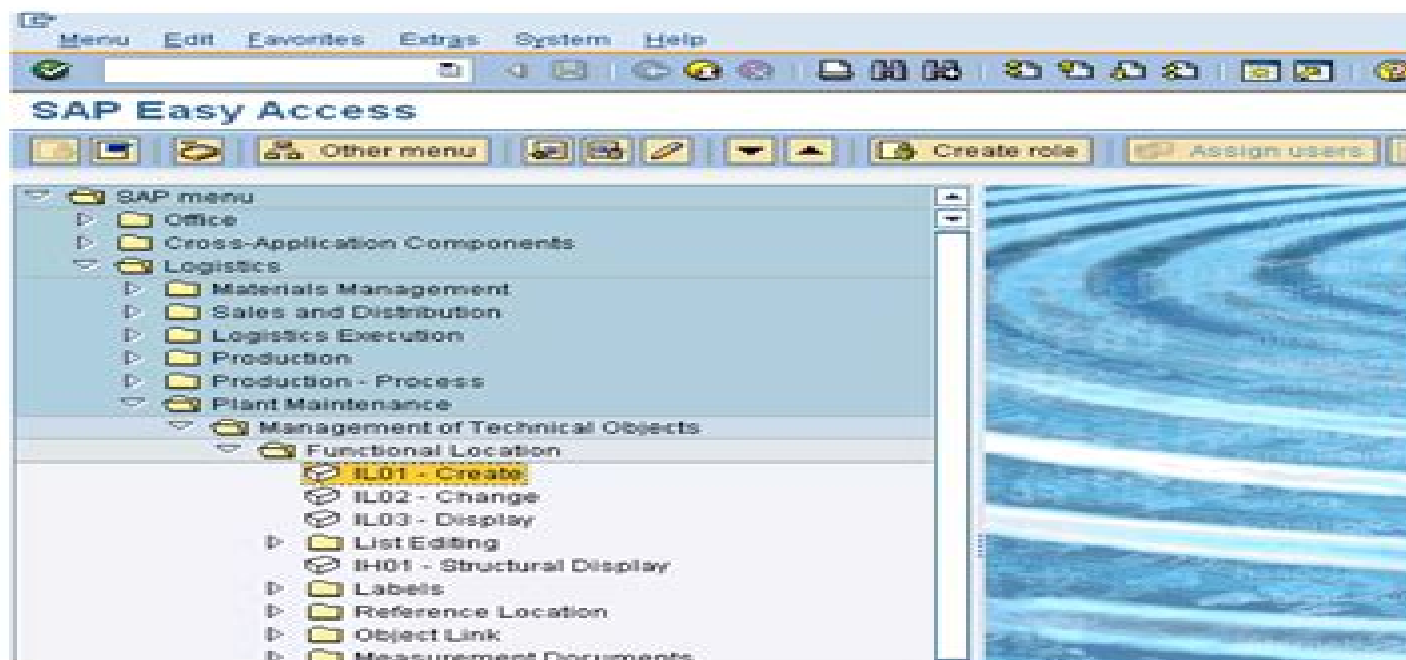 Menu Edit Favorites Extras System Help
SAP Easy Access
Other menu Create role Assign users
SAP menu
Office
Cross-Application Components
Logistics
Materials Management
Sales and Distribution
Logistics Execution
Production
Production - Process
Plant Maintenance
Management of Technical Objects
Functional Location
IL01 - Create
IL02 - Change
IL03 - Display
List Editing
IH01 - Structural Display
Labels
Reference Location
Object Link
Measurement Documents